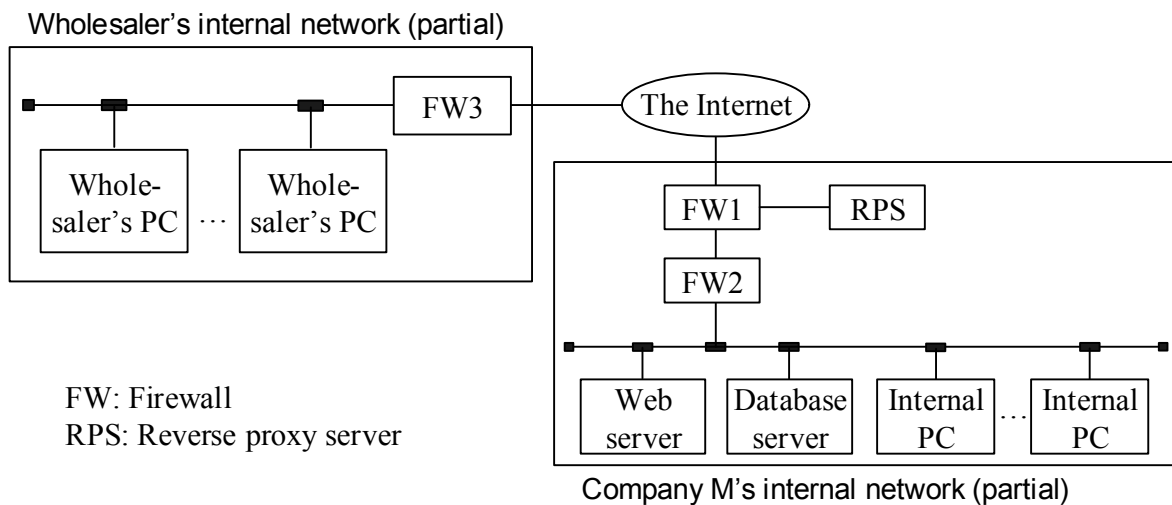 Wholesaler's internal network (partial)
FW3
The Internet
Whole-
saler's PC
...
Whole-
saler's PC
FW1
RPS
FW2
FW: Firewall
RPS: Reverse proxy server
Web
server
Database
server
Internal
PC
...
Internal
PC
Company M's internal network (partial)